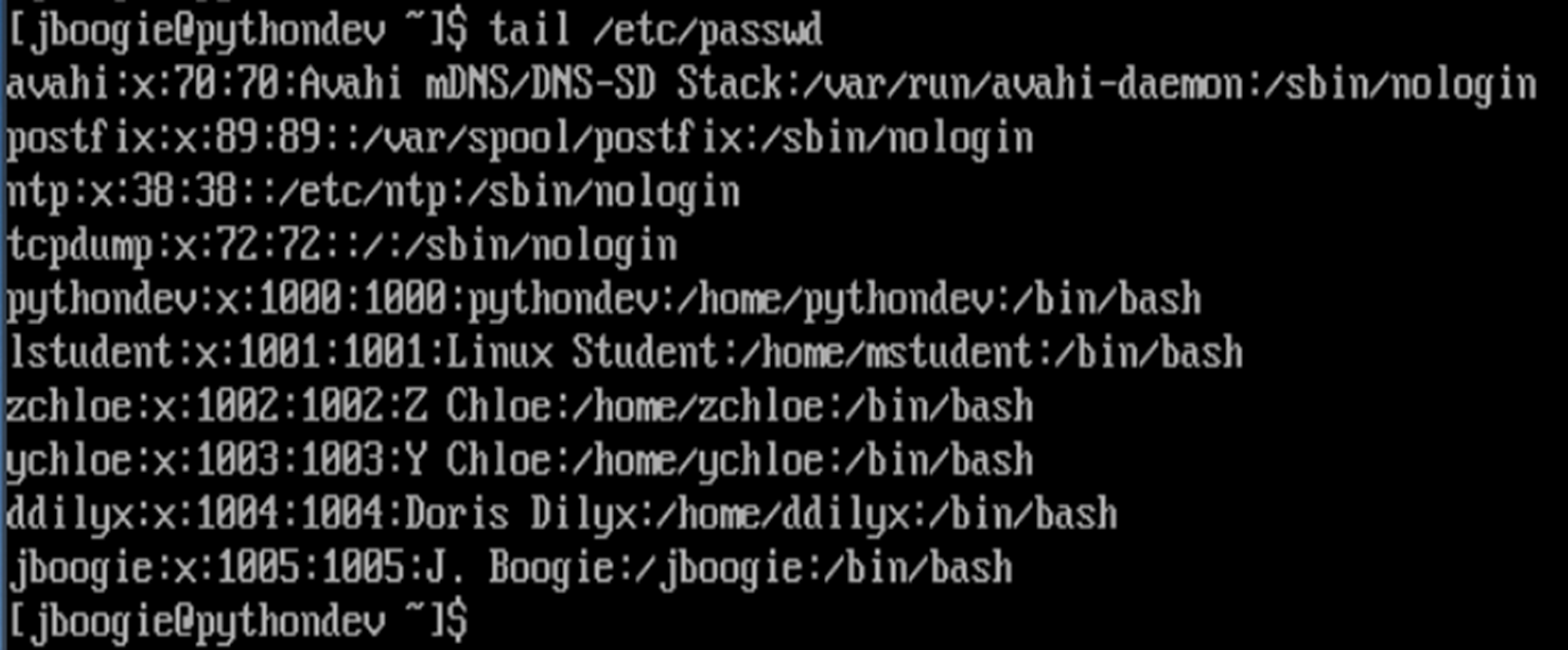 [jboogie@pythondev ~]$ tail /etc/passwd
avahi:x:70:70:Avahi mDNS/DNS-SD Stack:/var/run/avahi-daemon:/sbin/nologin
postfix:x:89:89::/var/spool/postfix:/sbin/nologin
ntp:x:38:38::/etc/ntp:/sbin/nologin
tcpdump:x:72:72::/:/sbin/nologin
pythondev:x:1000:1000:pythondev:/home/pythondev:/bin/bash
lstudent:x:1001:1001:Linux Student:/home/mstudent:/bin/bash
zchloe:x:1002:1002:Z Chloe:/home/zchloe:/bin/bash
ychloe:x:1003:1003:Y Chloe:/home/ychloe:/bin/bash
ddilyx:x:1004:1004:Doris Dilyx:/home/ddilyx:/bin/bash
jboogie:x:1005:1005:J. Boogie:/jboogie:/bin/bash
[jboogie@pythondev ~]$